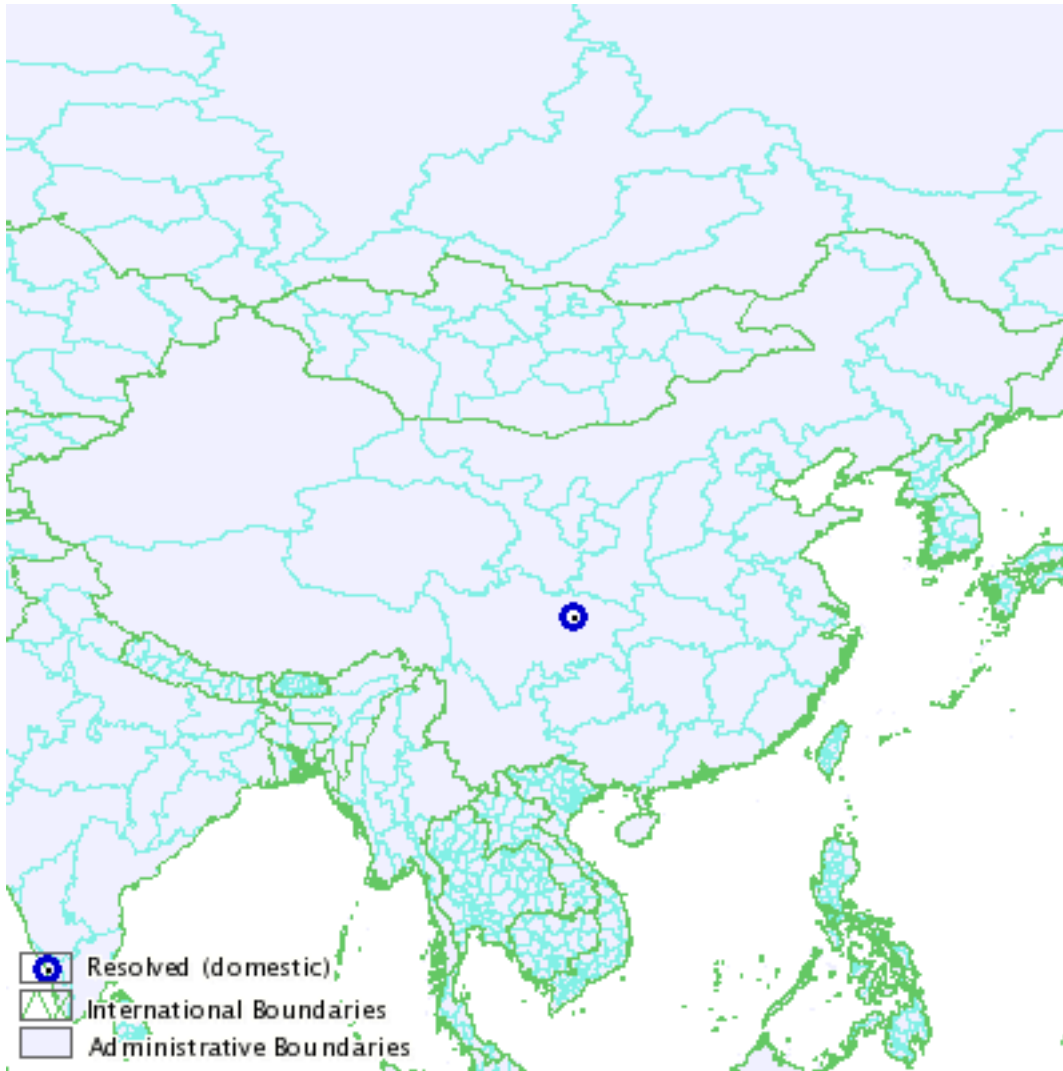 Resolved (domestic)
International Boundaries
Administrative Boundaries